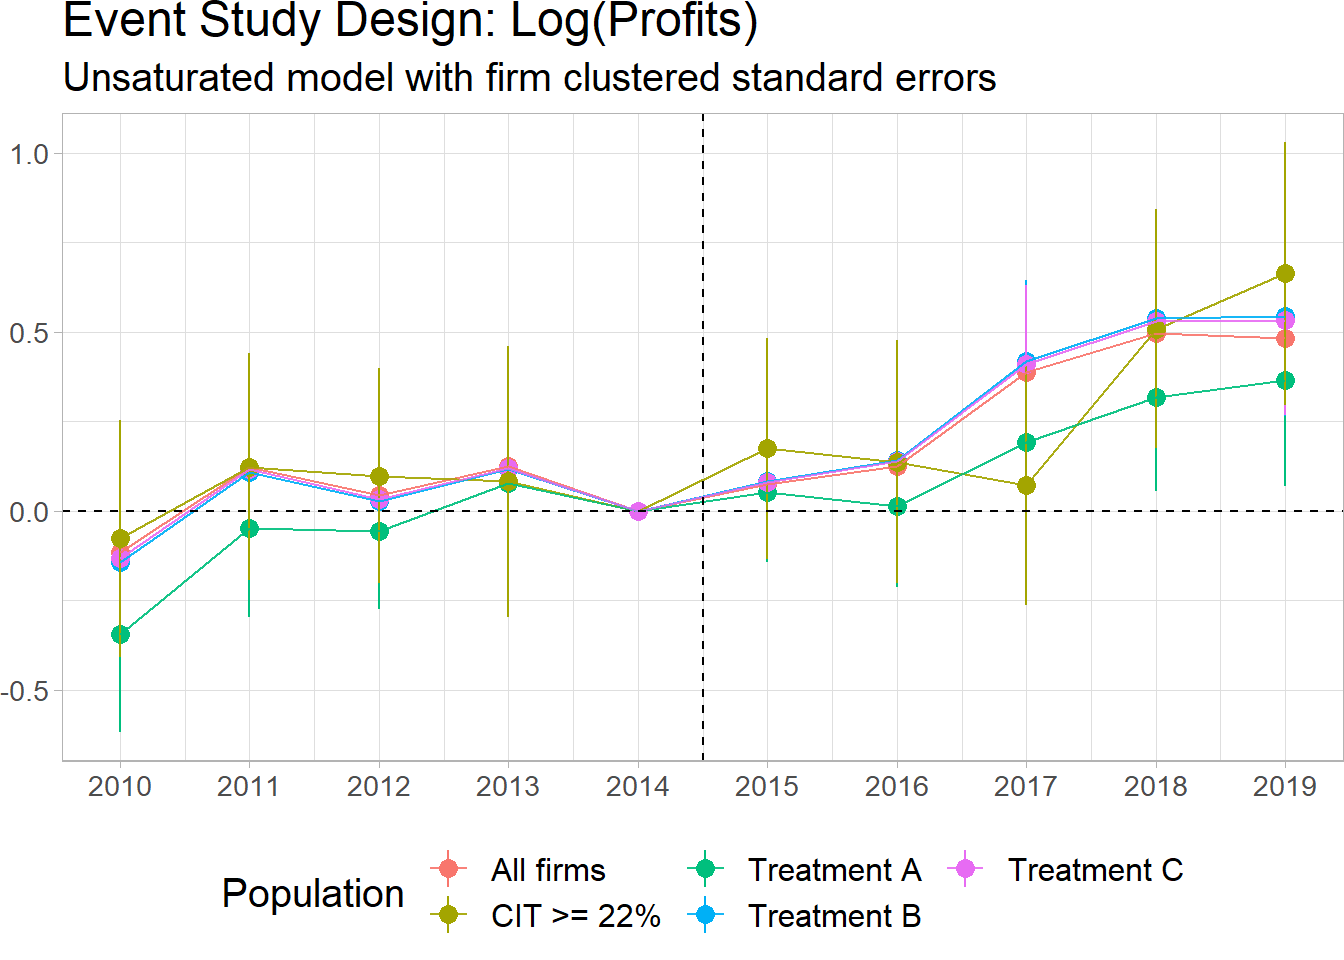 Event Study Design: Log(Profits)
Unsaturated model with firm clustered standard errors
1.0
0.5
0.0
-0.5
2010 2011 2012 2013 2014 2015 2016 2017 2018 2019
Population
All firms Treatment A Treatment C
CIT >= 22% Treatment B